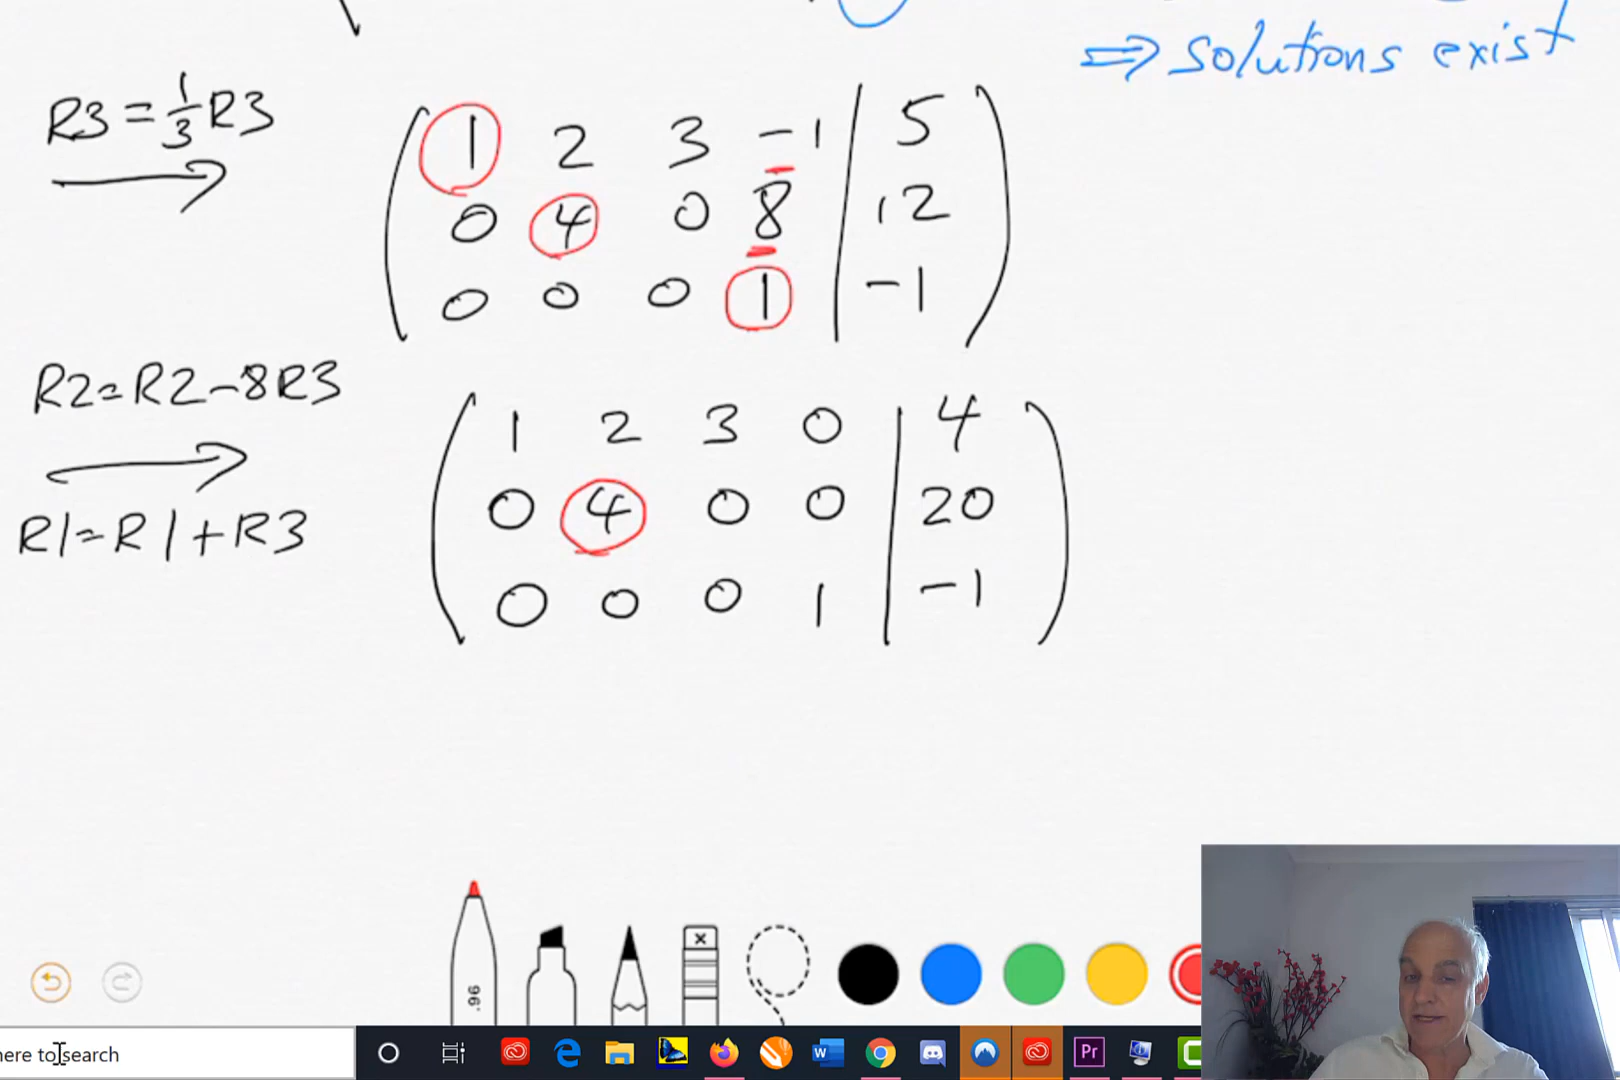 ⇒ solutions exist
R3 = 1/3 R3
1 2 3 -1 | 5
0 4 0 8 | 12
0 0 0 1 | -1
R2=R2-8R3
R1=R1+R3
1 2 3 0 | 4
0 4 0 0 | 20
0 0 0 1 | -1
.96
here to search
W
Pr